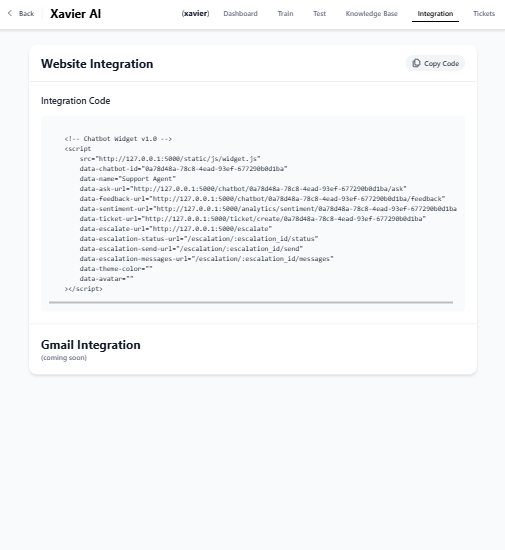 Back
Xavier AI
(xavier)
Dashboard
Train
Test
Knowledge Base
Integration
Tickets
Website Integration
Copy Code
Integration Code
<!-- Chatbot Widget v1.0 -->
<script
src="http://127.0.0.1:5000/static/js/widget.js"
data-chatbot-id="0a78d48a-78c8-4ead-93ef-677290b0d1ba"
data-name="Support Agent"
data-ask-url="http://127.0.0.1:5000/chatbot/0a78d48a-78c8-4ead-93ef-677290b0d1ba/ask"
data-feedback-url="http://127.0.0.1:5000/chatbot/0a78d48a-78c8-4ead-93ef-677290b0d1ba/feedback"
data-sentiment-url="http://127.0.0.1:5000/analytics/sentiment/0a78d48a-78c8-4ead-93ef-677290b0d1ba
data-ticket-url="http://127.0.0.1:5000/ticket/create/0a78d48a-78c8-4ead-93ef-677290b0d1ba"
data-escalate-url="http://127.0.0.1:5000/escalate"
data-escalation-status-url="/escalation/:escalation_id/status"
data-escalation-send-url="/escalation/:escalation_id/send"
data-escalation-messages-url="/escalation/:escalation_id/messages"
data-theme-color=""
data-avatar=""
></script>
Gmail Integration
(coming soon)